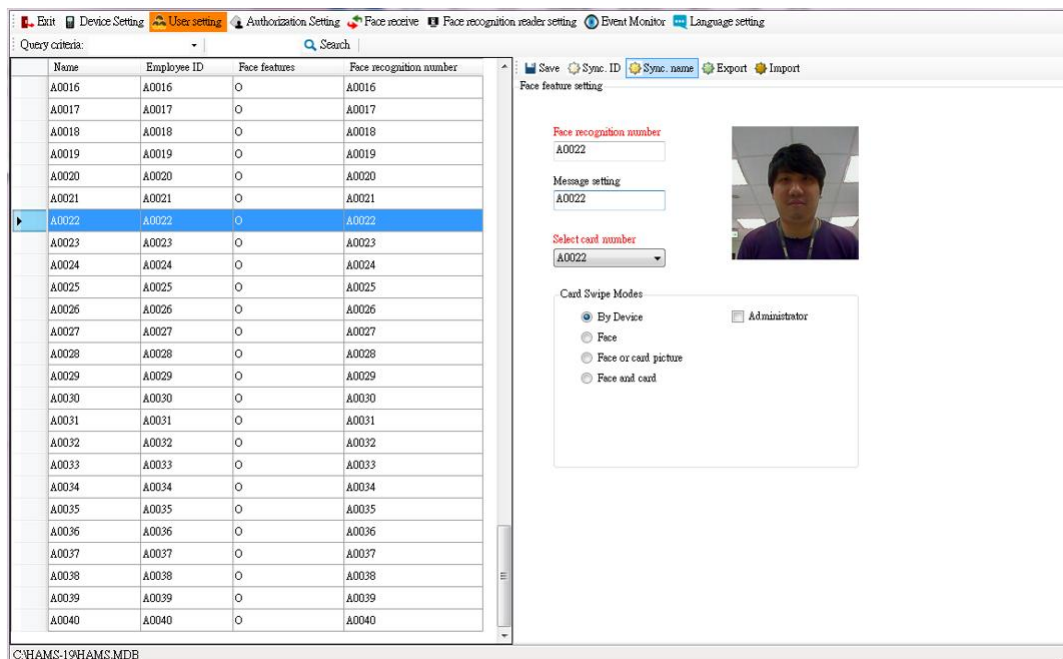 Exit Device Setting User setting Authorization Setting Face receive Face recognition reader setting Event Monitor Language setting
Query criteria: Search
Name Employee ID Face features Face recognition number
A0016 A0016 O A0016
A0017 A0017 O A0017
A0018 A0018 O A0018
A0019 A0019 O A0019
A0020 A0020 O A0020
A0021 A0021 O A0021
A0022 A0022 O A0022
A0023 A0023 O A0023
A0024 A0024 O A0024
A0025 A0025 O A0025
A0026 A0026 O A0026
A0027 A0027 O A0027
A0028 A0028 O A0028
A0029 A0029 O A0029
A0030 A0030 O A0030
A0031 A0031 O A0031
A0032 A0032 O A0032
A0033 A0033 O A0033
A0034 A0034 O A0034
A0035 A0035 O A0035
A0036 A0036 O A0036
A0037 A0037 O A0037
A0038 A0038 O A0038
A0039 A0039 O A0039
A0040 A0040 O A0040
Save Sync. ID Sync. name Export Import
Face feature setting
Face recognition number
A0022
Message setting
A0022
Select card number
A0022
Card Swipe Modes
By Device Administrator
Face
Face or card picture
Face and card
C:\HAMS-19\HAMS.MDB